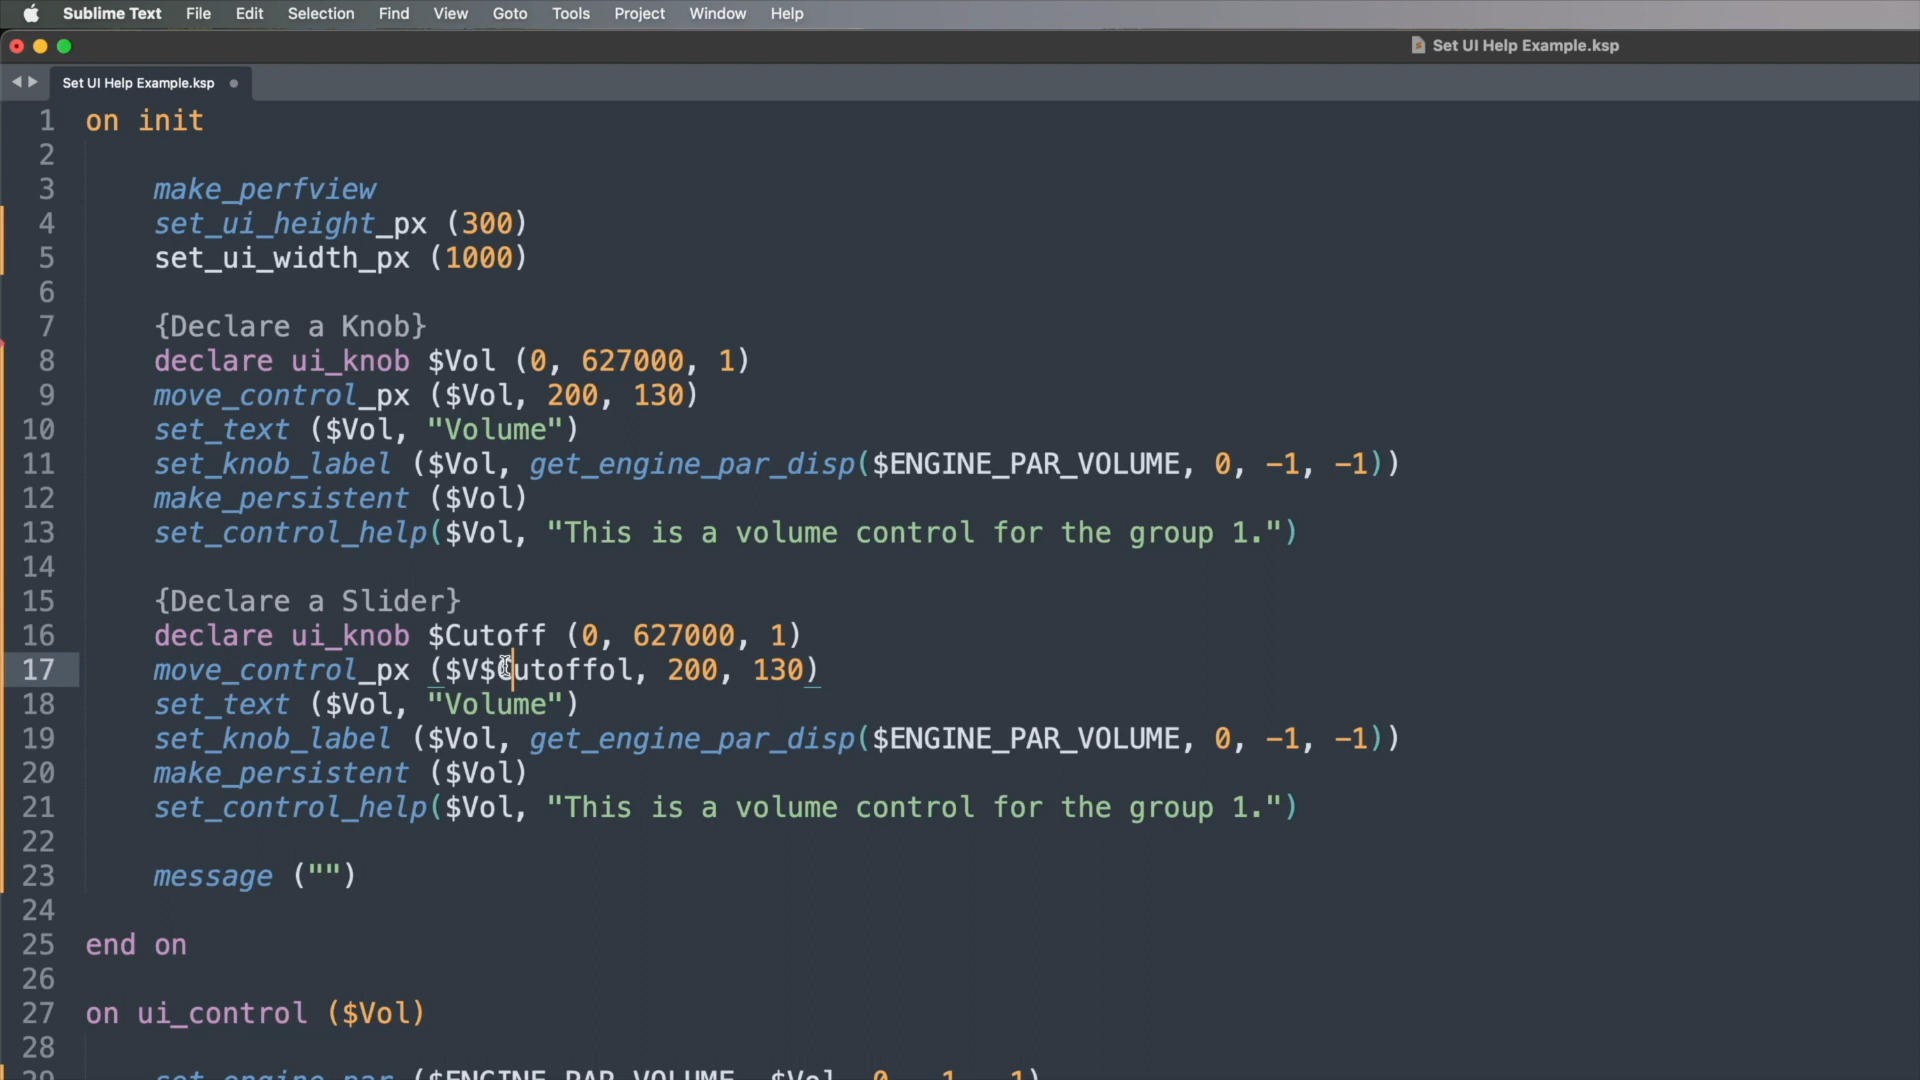 Sublime Text File Edit Selection Find View Goto Tools Project Window Help
Set UI Help Example.ksp
Set UI Help Example.ksp
1 on init
2
3 make_perfview
4 set_ui_height_px (300)
5 set_ui_width_px (1000)
6
7 {Declare a Knob}
8 declare ui_knob $Vol (0, 627000, 1)
9 move_control_px ($Vol, 200, 130)
10 set_text ($Vol, "Volume")
11 set_knob_label ($Vol, get_engine_par_disp($ENGINE_PAR_VOLUME, 0, -1, -1))
12 make_persistent ($Vol)
13 set_control_help($Vol, "This is a volume control for the group 1.")
14
15 {Declare a Slider}
16 declare ui_knob $Cutoff (0, 627000, 1)
17 move_control_px ($V$Cutoffol, 200, 130)
18 set_text ($Vol, "Volume")
19 set_knob_label ($Vol, get_engine_par_disp($ENGINE_PAR_VOLUME, 0, -1, -1))
20 make_persistent ($Vol)
21 set_control_help($Vol, "This is a volume control for the group 1.")
22
23 message ("")
24
25 end on
26
27 on ui_control ($Vol)
28
29 set_engine_par ($ENGINE_PAR_VOLUME, $Vol, 0, -1, -1)